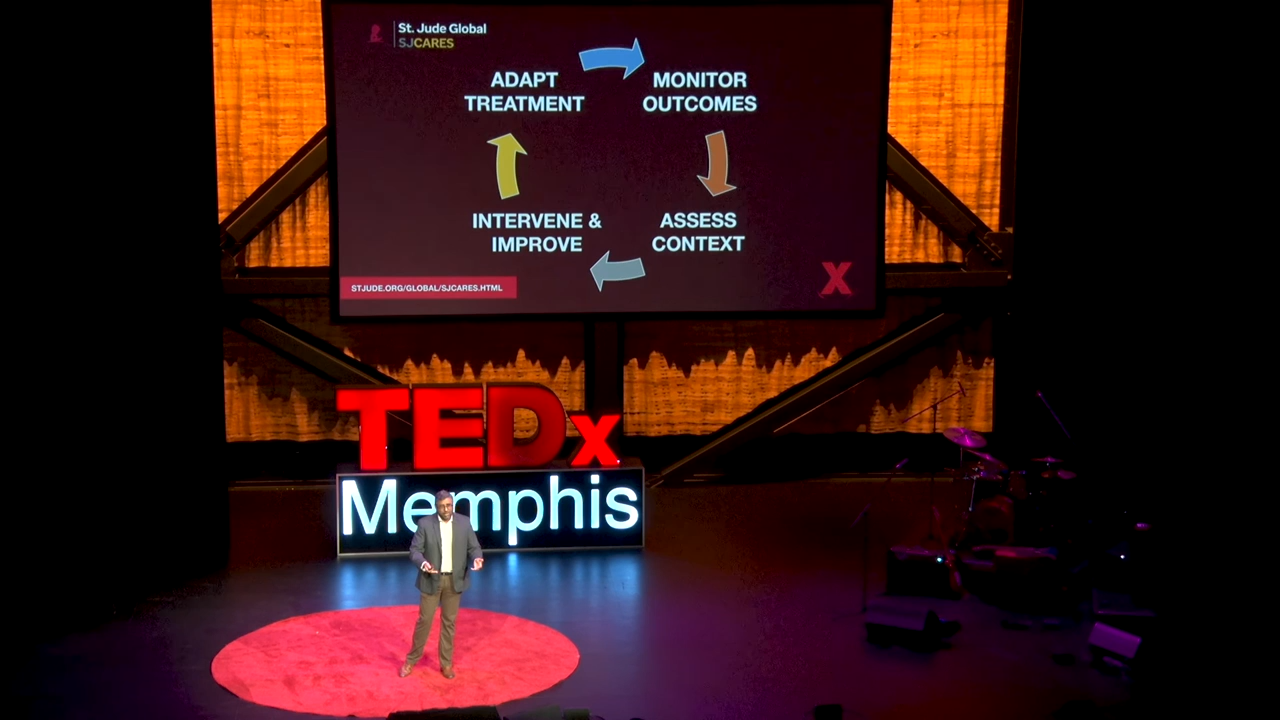 St. Jude Global
SJCARES
ADAPT
TREATMENT
MONITOR
OUTCOMES
INTERVENE &
IMPROVE
ASSESS
CONTEXT
STJUDE.ORG/GLOBAL/SJCARES.HTML
X
TEDx
Memphis